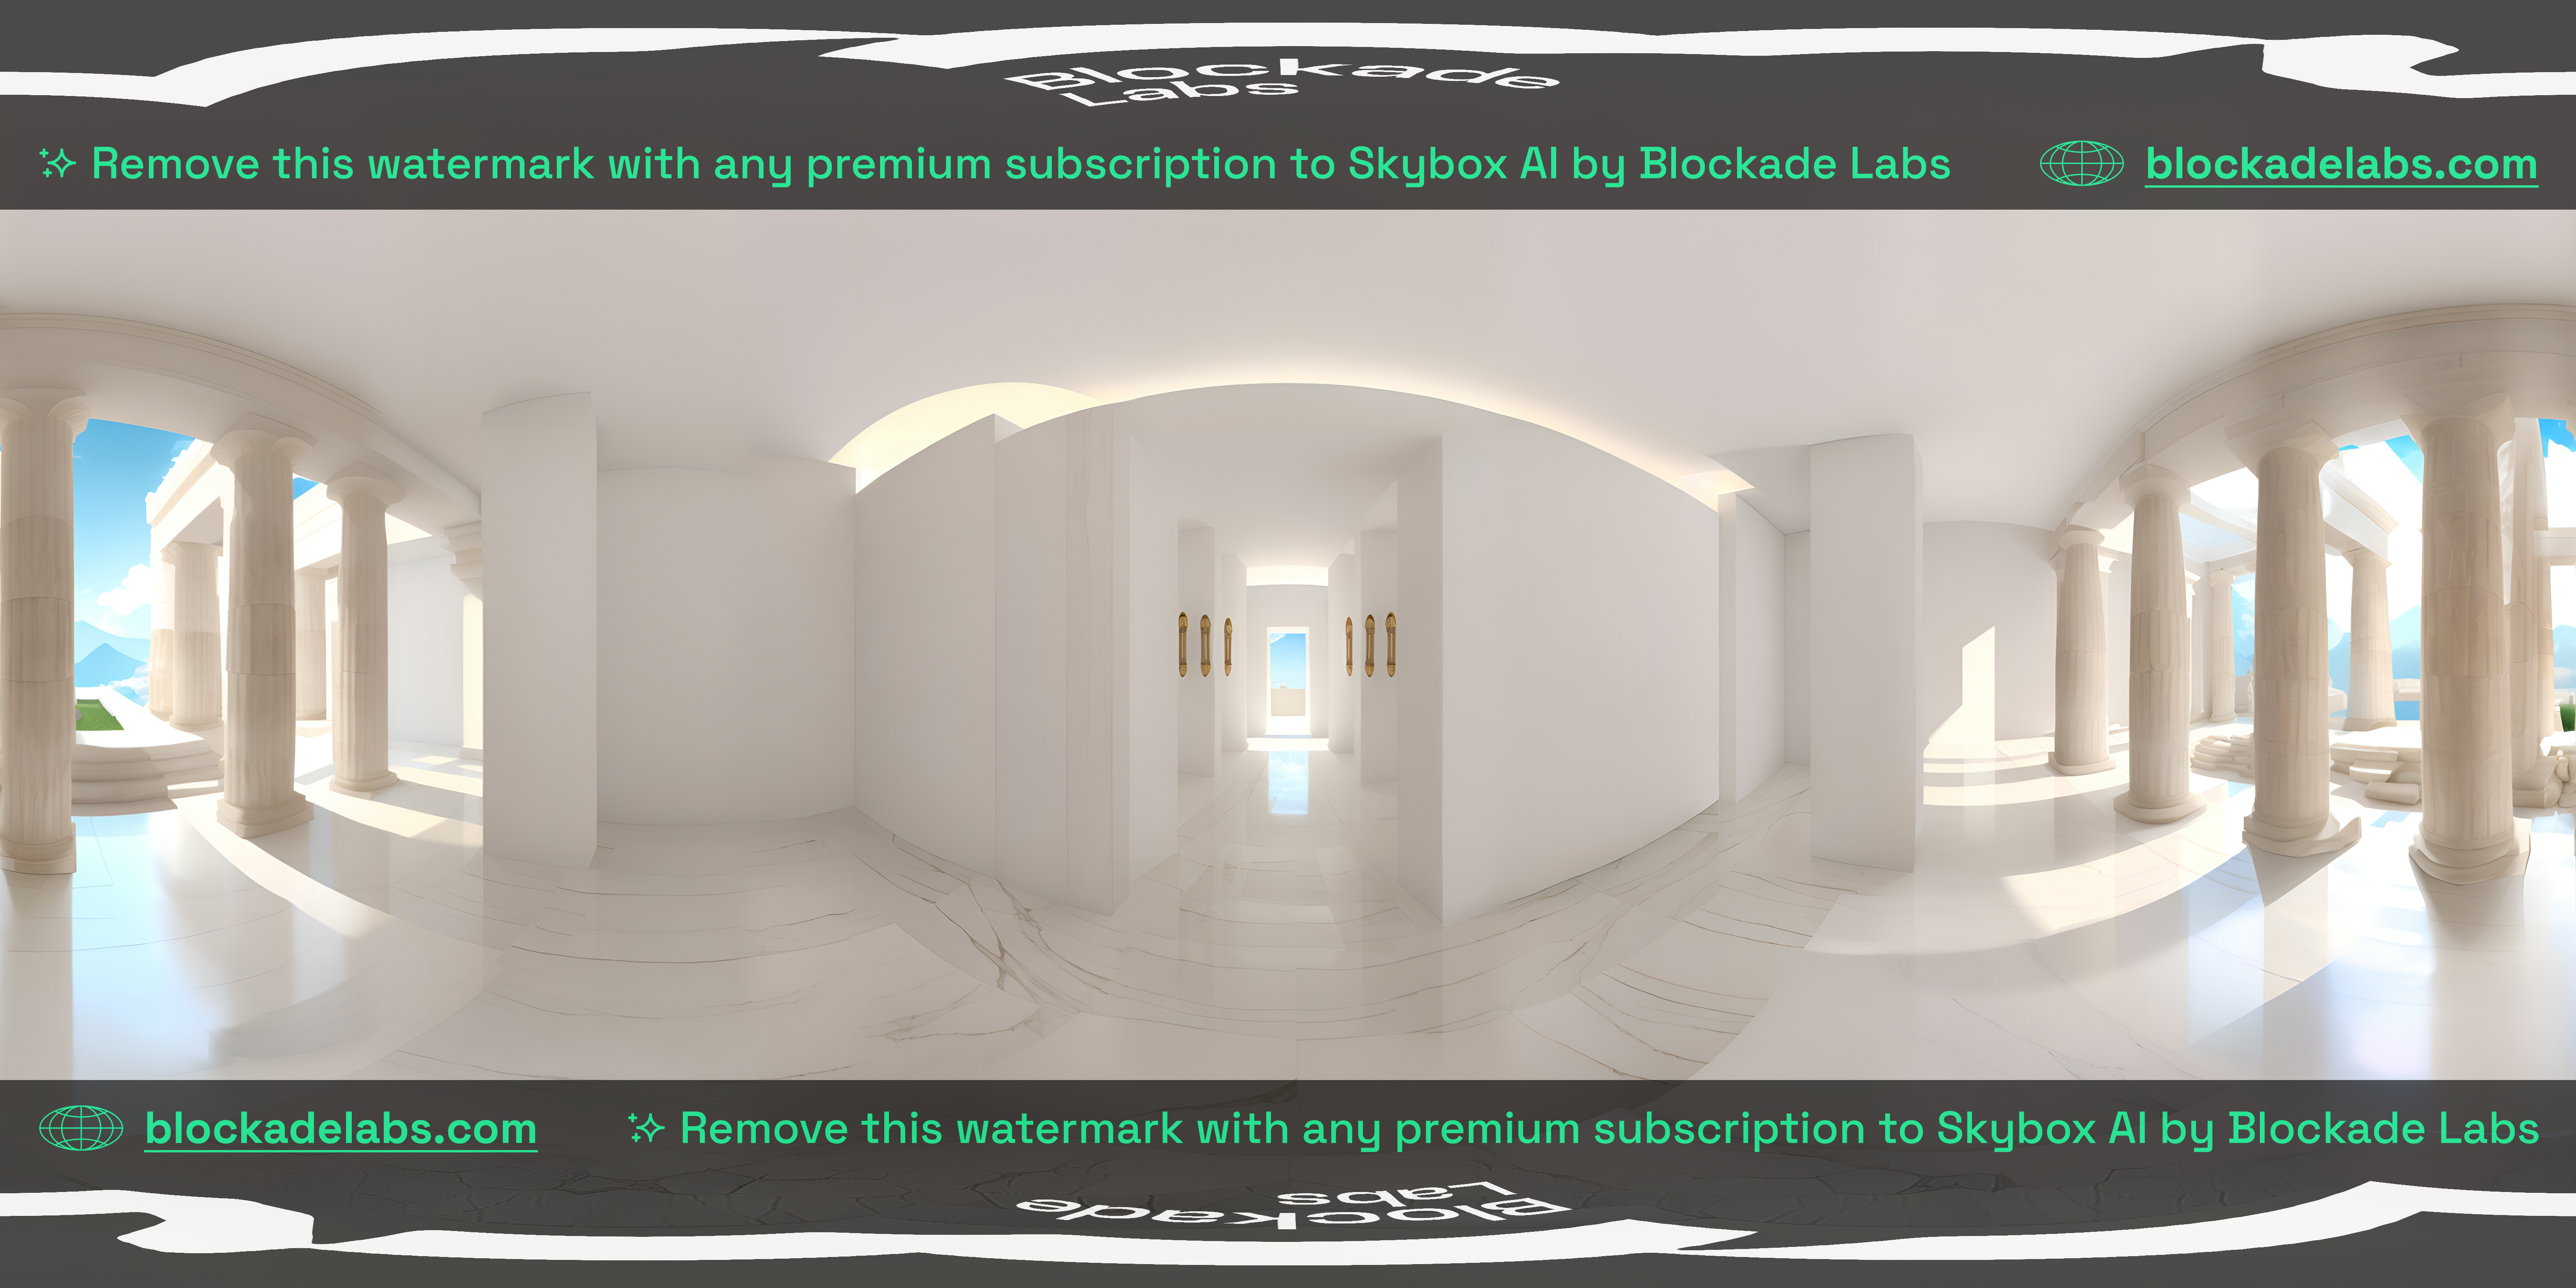 Blockade
Labs
Remove this watermark with any premium subscription to Skybox AI by Blockade Labs
blockadelabs.com
blockadelabs.com
Remove this watermark with any premium subscription to Skybox AI by Blockade Labs
Labs
Blockade